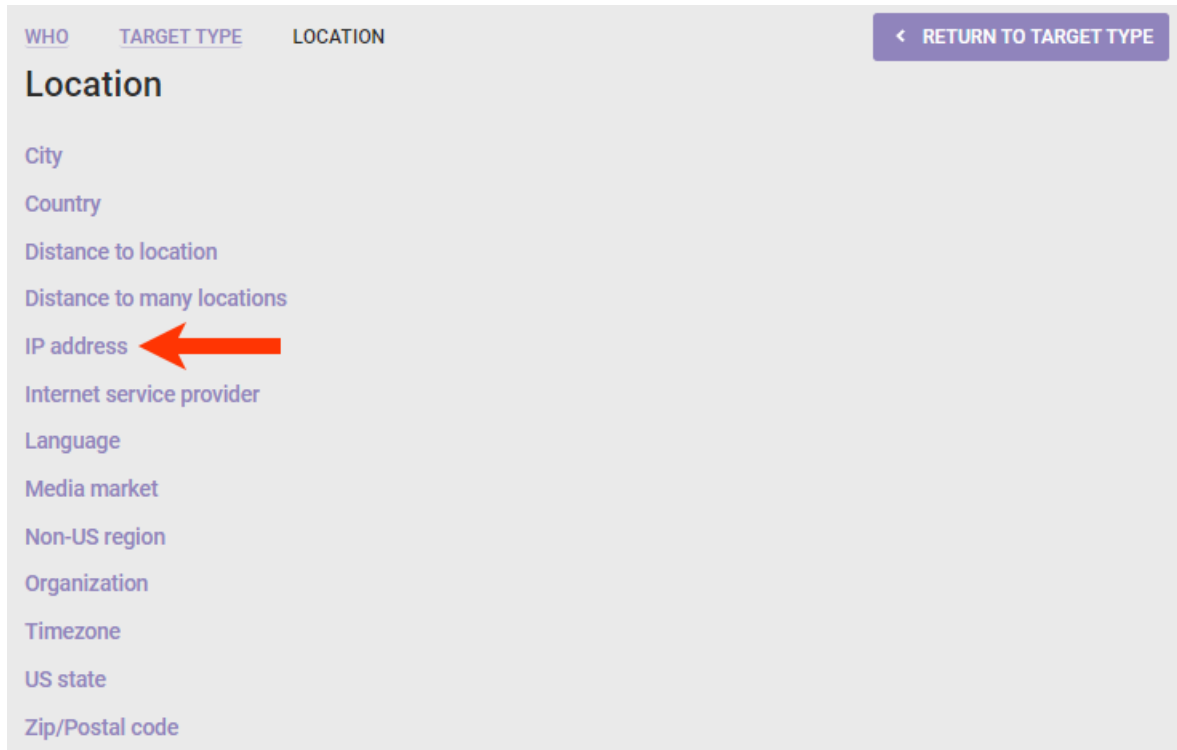 WHO TARGET TYPE LOCATION < RETURN TO TARGET TYPE
Location
City
Country
Distance to location
Distance to many locations
IP address
Internet service provider
Language
Media market
Non-US region
Organization
Timezone
US state
Zip/Postal code